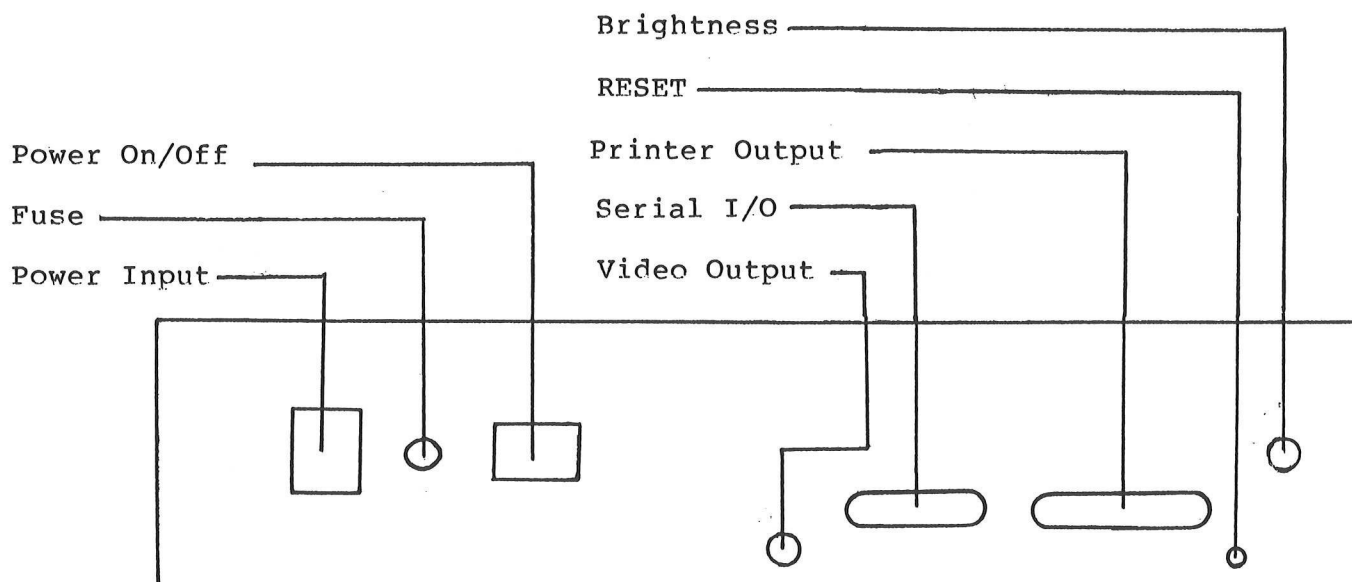 Brightness
RESET
Power On/Off
Printer Output
Fuse
Serial I/O
Power Input
Video Output